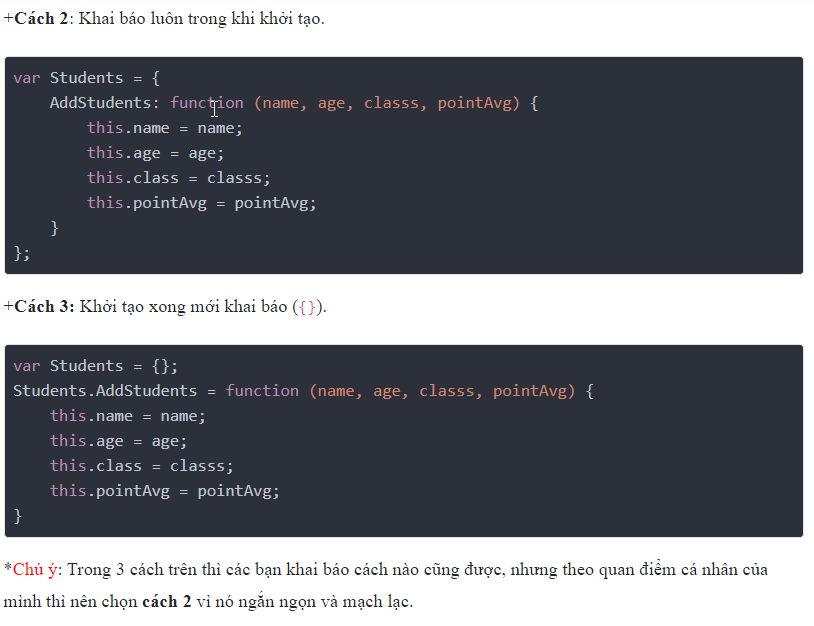 +Cách 2: Khai báo luôn trong khi khởi tạo.
var Students = {
    AddStudents: function (name, age, classs, pointAvg) {
        this.name = name;
        this.age = age;
        this.class = classs;
        this.pointAvg = pointAvg;
    }
};
+Cách 3: Khởi tạo xong mới khai báo ({}).
var Students = {};
Students.AddStudents = function (name, age, classs, pointAvg) {
    this.name = name;
    this.age = age;
    this.class = classs;
    this.pointAvg = pointAvg;
}
*Chú ý: Trong 3 cách trên thì các bạn khai báo cách nào cũng được, nhưng theo quan điểm cá nhân của
mình thì nên chọn cách 2 vì nó ngắn ngọn và mạch lạc.